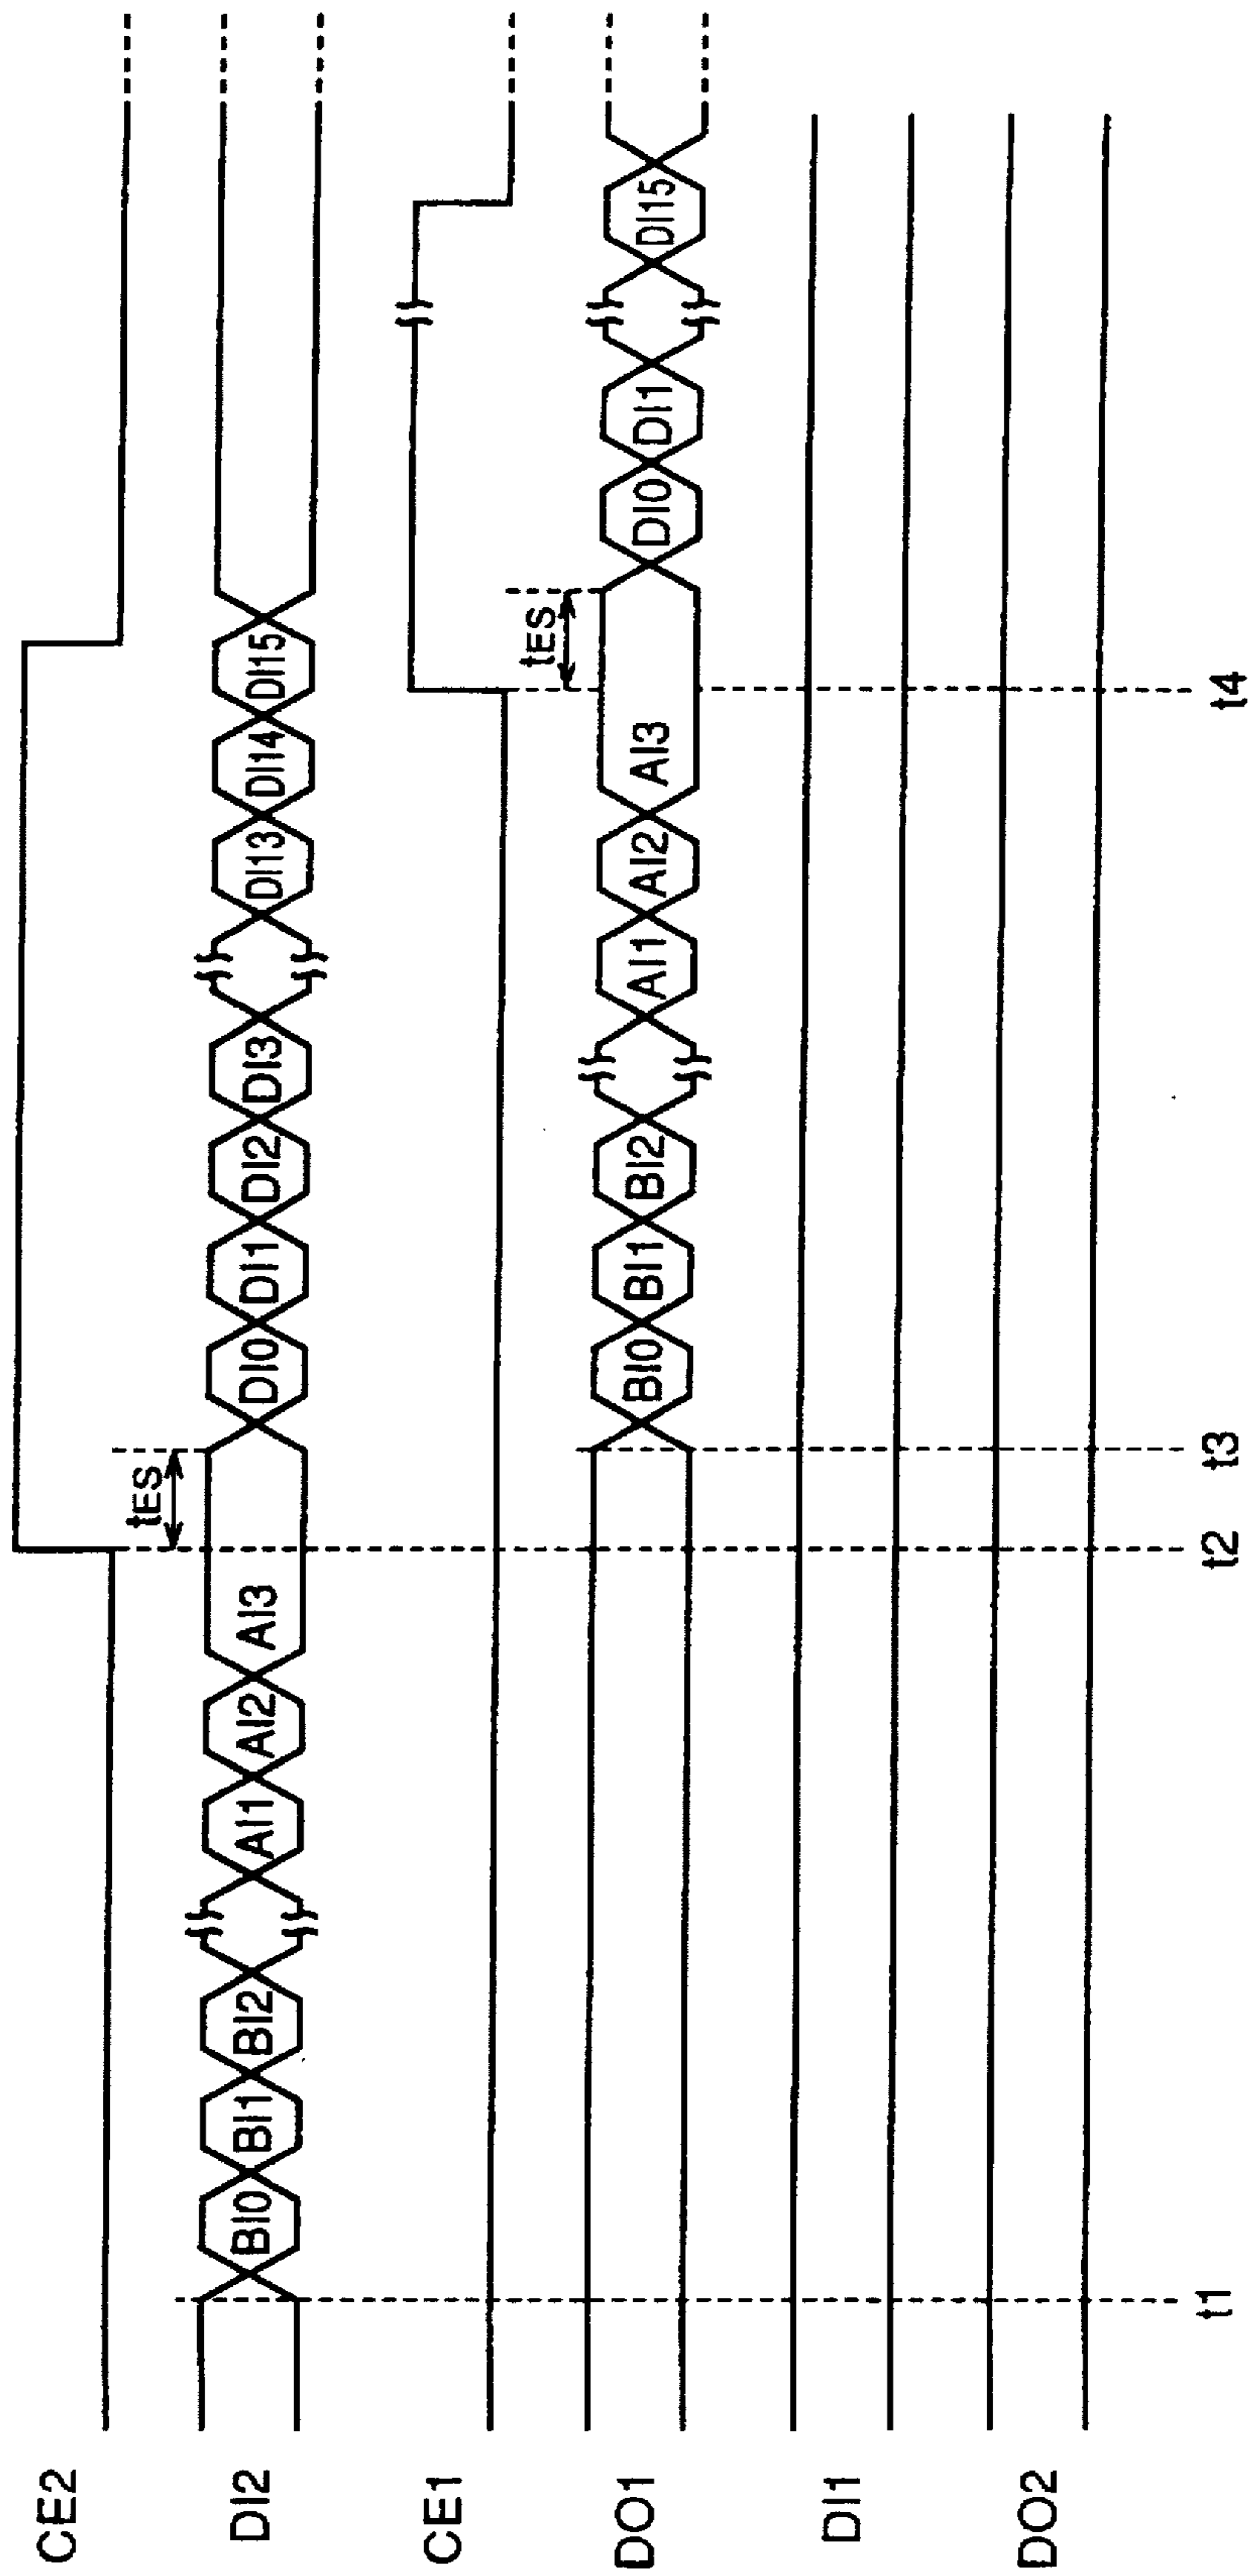 CE2
tES
DI2 BI0 BI1 BI2 AI1 AI2 AI3 DI0 DI1 DI2 DI3 DI13 DI14 DI15
CE1
tES
DO1 BI0 BI1 BI2 AI1 AI2 AI3 DI0 DI1 DI15
DI1
DO2
t1 t2 t3 t4